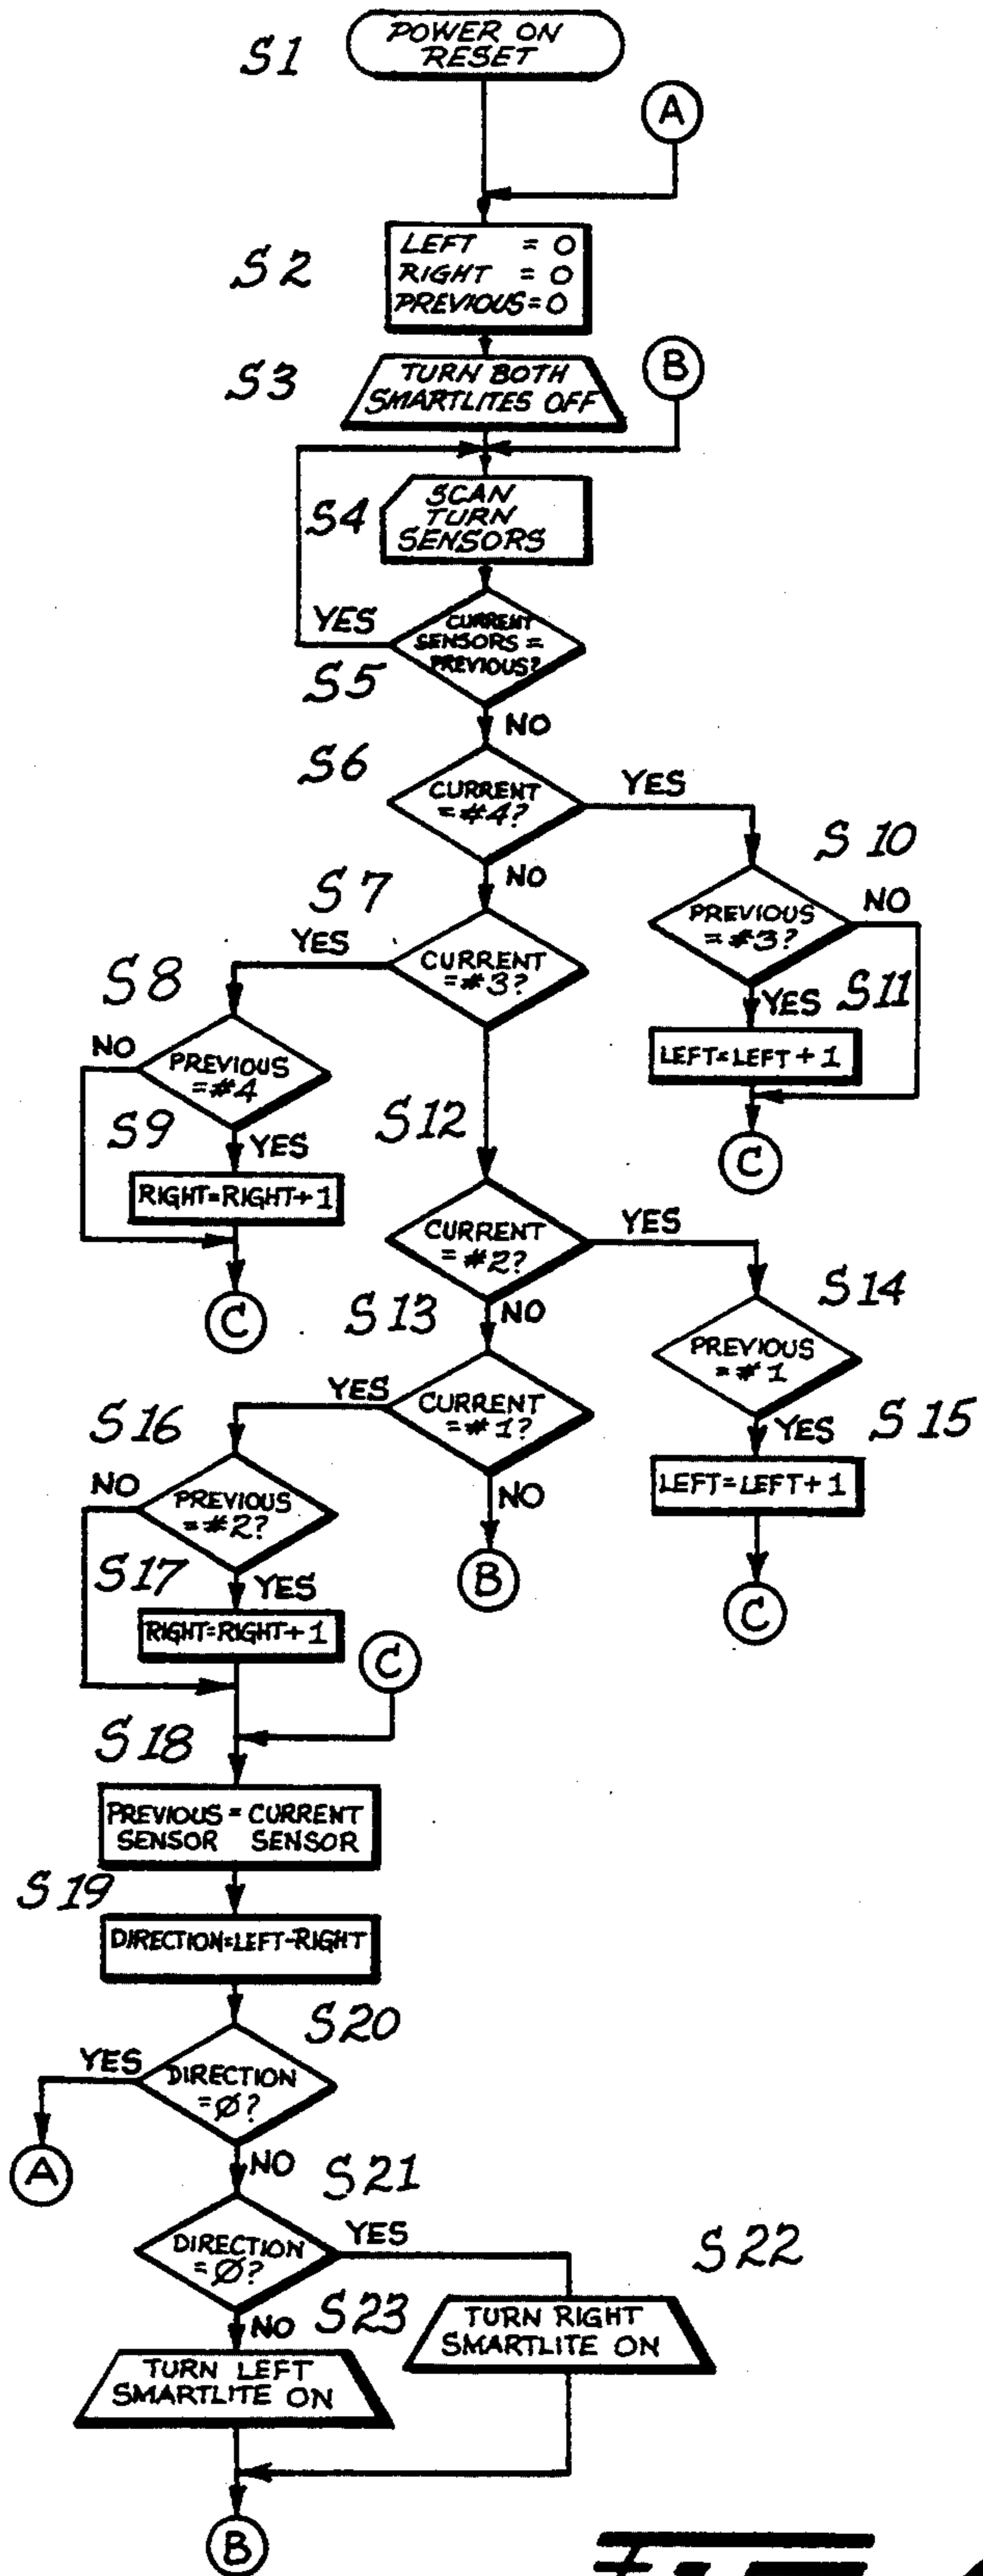 S1
POWER ON
RESET
A
S2
LEFT = 0
RIGHT = 0
PREVIOUS=0
S3
TURN BOTH
SMARTLITES OFF
B
S4
SCAN
TURN
SENSORS
YES
CURRENT
SENSORS =
PREVIOUS?
S5
NO
S6
CURRENT
=#4?
YES
NO
S10
PREVIOUS
=#3?
NO
YES
S11
LEFT=LEFT+1
C
S7
YES
CURRENT
=#3?
S8
NO
PREVIOUS
=#4
S9
YES
RIGHT=RIGHT+1
C
S12
CURRENT
=#2?
YES
NO
S14
PREVIOUS
=#1
YES
S15
LEFT=LEFT+1
C
S13
YES
CURRENT
=#1?
NO
B
S16
NO
PREVIOUS
=#2?
S17
YES
RIGHT=RIGHT+1
C
S18
PREVIOUS = CURRENT
SENSOR SENSOR
S19
DIRECTION=LEFT-RIGHT
S20
YES
DIRECTION
=Ø?
A
NO
S21
DIRECTION
=Ø?
YES
S22
NO
S23
TURN RIGHT
SMARTLITE ON
TURN LEFT
SMARTLITE ON
B